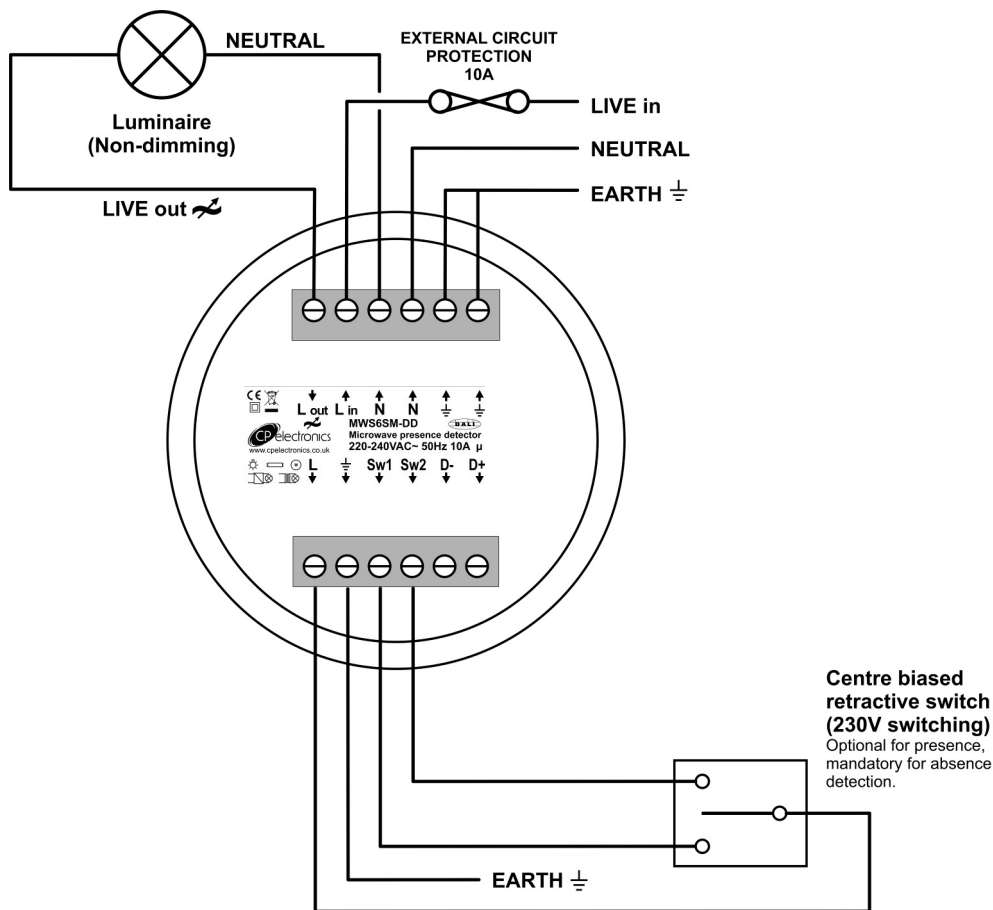 NEUTRAL
EXTERNAL CIRCUIT
PROTECTION
10A
LIVE in
Luminaire
(Non-dimming)
NEUTRAL
EARTH
LIVE out
CE
L out L in N N
MWS6SM-DD
DALI
CP electronics
Microwave presence detector
www.cpelectronics.co.uk
220-240VAC~ 50Hz 10A µ
L Sw1 Sw2 D- D+
Centre biased
retractive switch
(230V switching)
Optional for presence,
mandatory for absence
detection.
EARTH